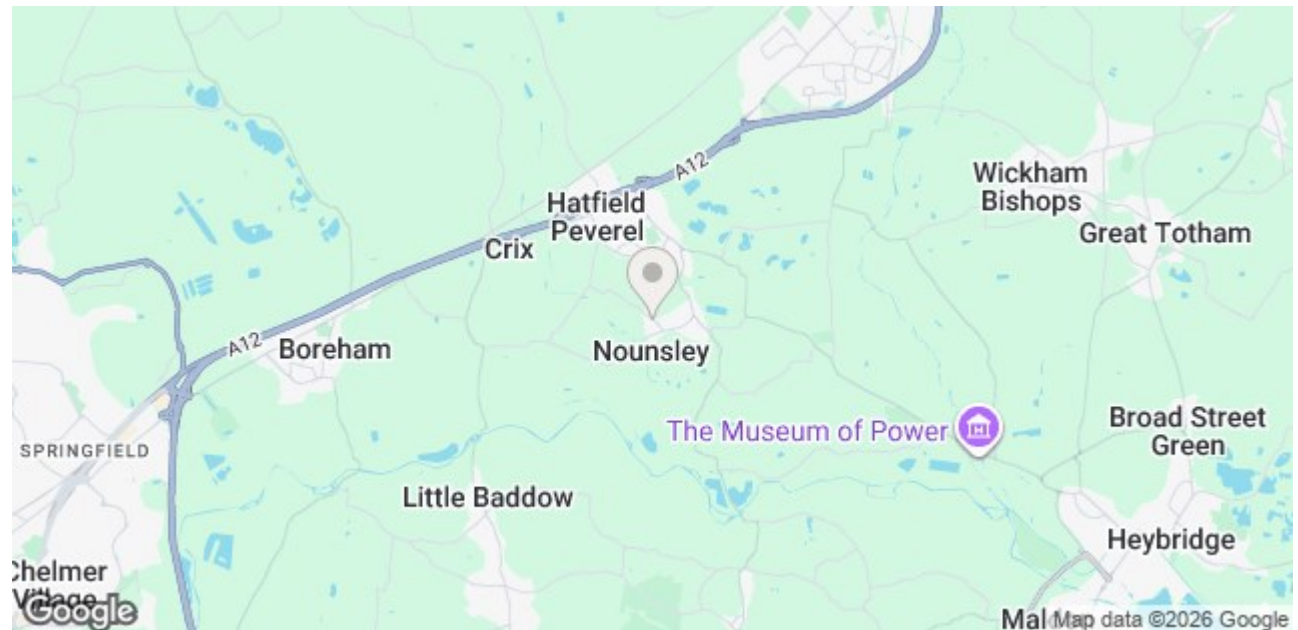 A12
Hatfield
Peverel
Crix
Wickham
Bishops
Great Totham
A12
Boreham
Nounsley
The Museum of Power
Broad Street
Green
SPRINGFIELD
Little Baddow
Heybridge
Chelmer
Village
Google
Mal
Map data ©2026 Google